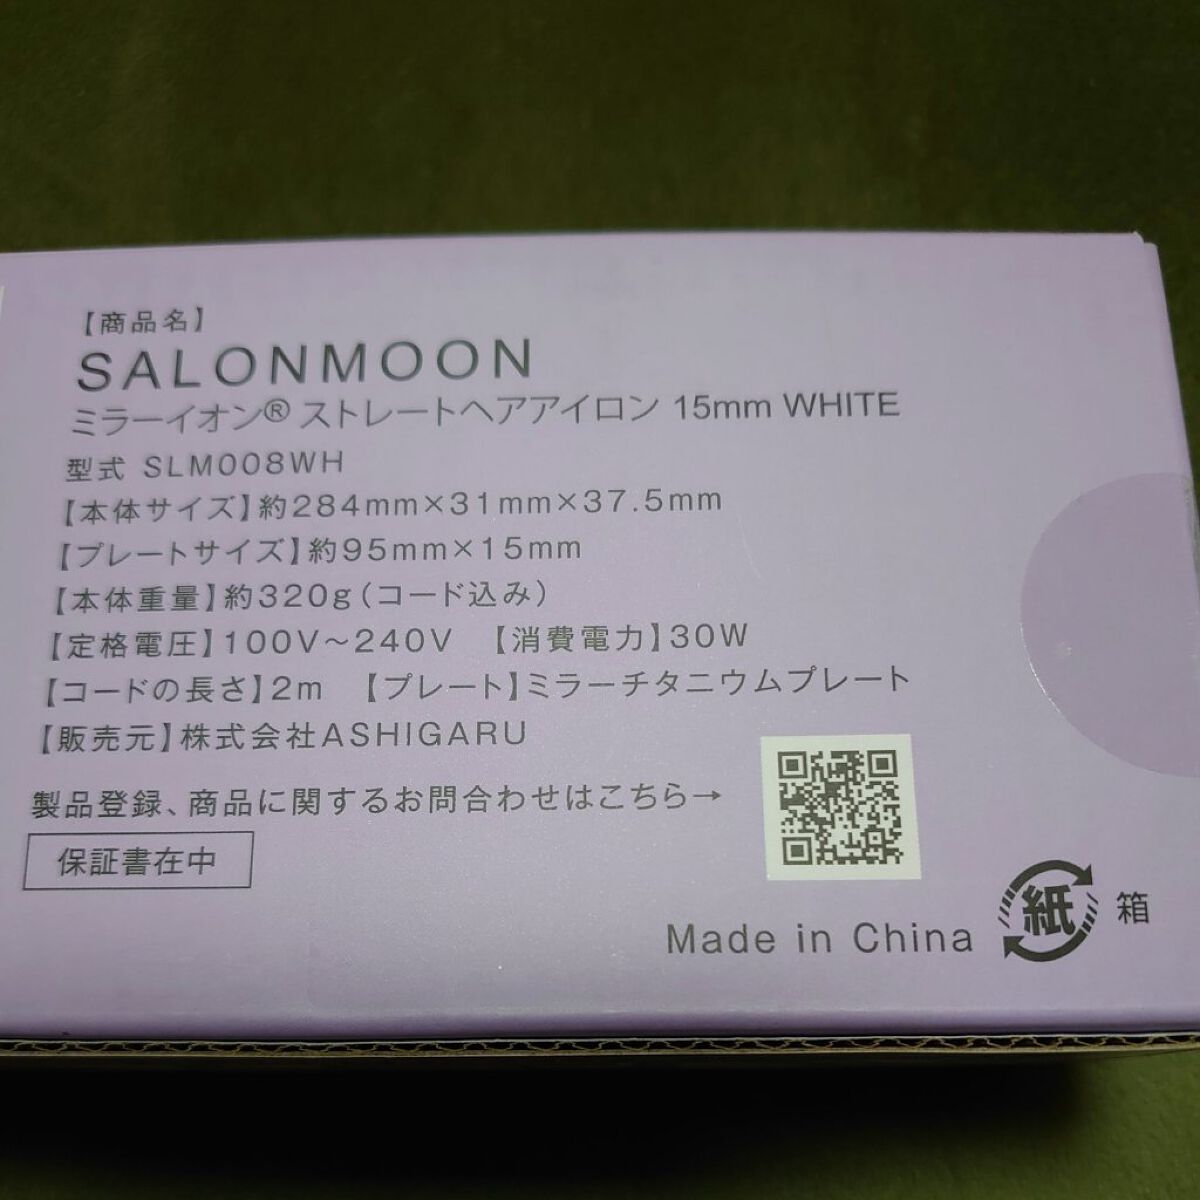 【商品名】
SALONMOON
ミラーイオン® ストレートヘアアイロン 15mm WHITE
型式 SLM008WH
【本体サイズ】約284mm×31mm×37.5mm
【プレートサイズ】約95mm×15mm
【本体重量】約320g（コード込み）
【定格電圧】100V～240V 【消費電力】30W
【コードの長さ】2m 【プレート】ミラーチタニウムプレート
【販売元】株式会社ASHIGARU
製品登録、商品に関するお問合わせはこちら→
保証書在中
Made in China 紙 箱